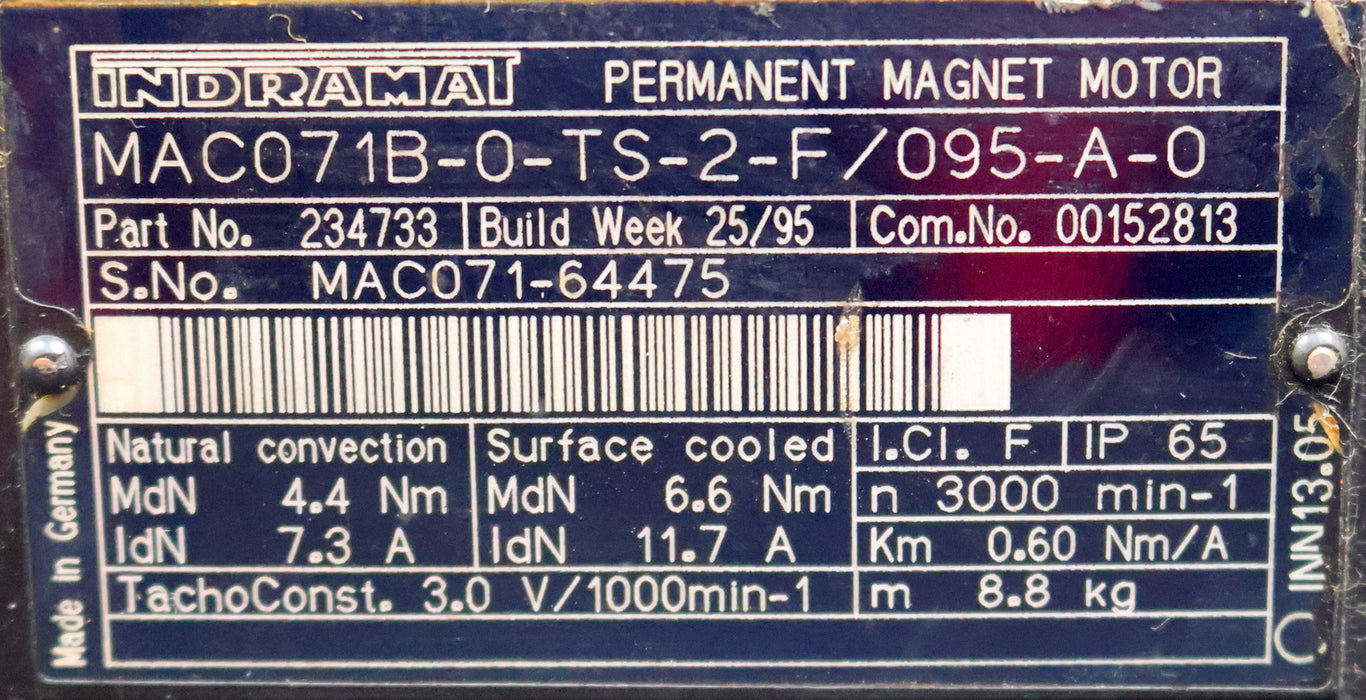 INDRAMAT PERMANENT MAGNET MOTOR
MAC071B-0-TS-2-F/095-A-0
Part No. 234733 Build Week 25/95 Com.No. 00152813
S.No. MAC071-64475
Natural convection Surface cooled I.Cl. F IP 65
MdN 4.4 Nm MdN 6.6 Nm n 3000 min-1
IdN 7.3 A IdN 11.7 A Km 0.60 Nm/A
TachoConst. 3.0 V/1000min-1 m 8.8 kg
Made in Germany
INN13.05